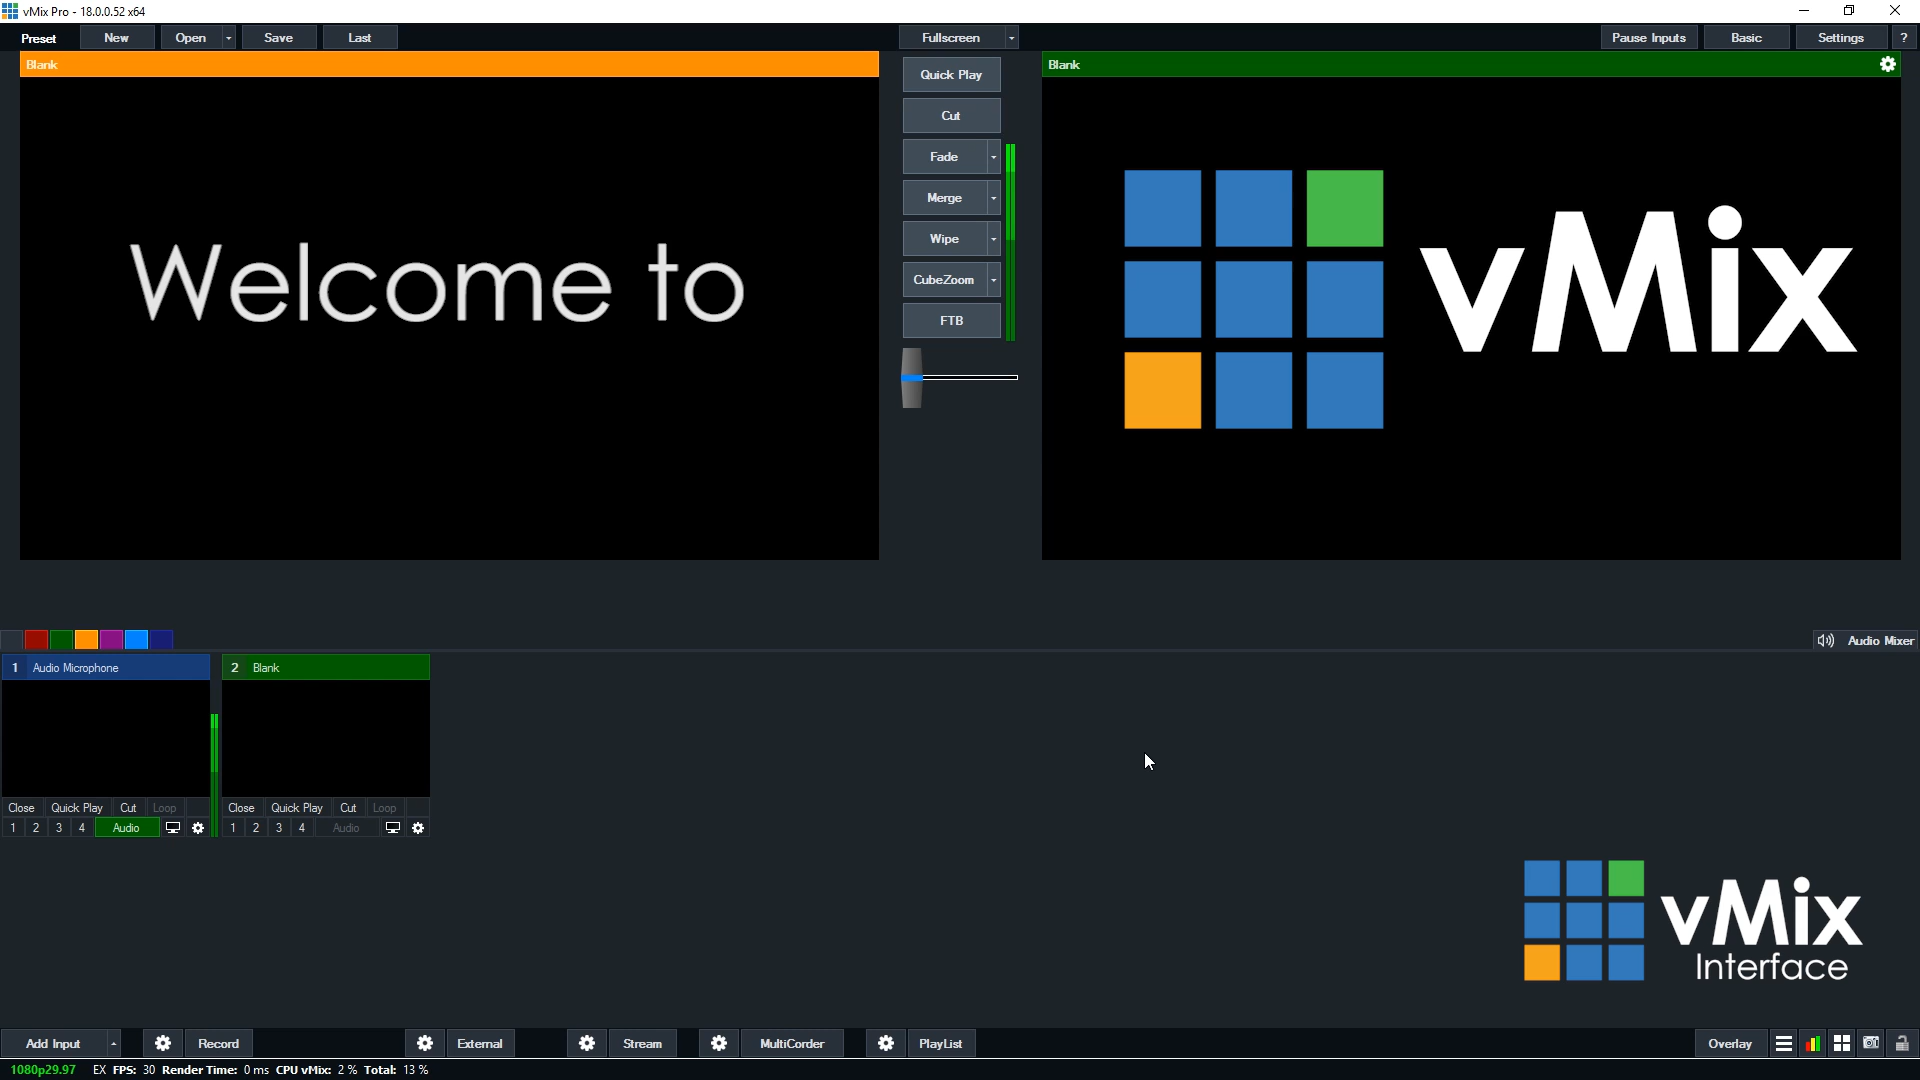 vMix Pro - 18.0.0.52 x64
Preset New Open Save Last Fullscreen Pause Inputs Basic Settings ?
Blank
Blank
Quick Play
Cut
Fade
Merge
Wipe
CubeZoom
FTB
Welcome to
vMix
Audio Mixer
1 Audio Microphone
2 Blank
Close Quick Play Cut Loop
1 2 3 4 Audio
Close Quick Play Cut Loop
1 2 3 4 Audio
vMix
Interface
Add Input Record External Stream MultiCorder PlayList Overlay
1080p29.97 EX FPS: 30 Render Time: 0 ms CPU vMix: 2 % Total: 13 %